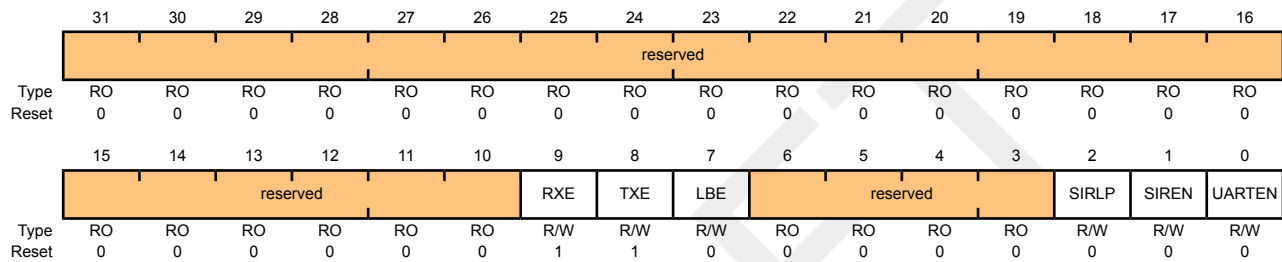 31 30 29 28 27 26 25 24 23 22 21 20 19 18 17 16
reserved
Type RO RO RO RO RO RO RO RO RO RO RO RO RO RO RO RO
Reset 0 0 0 0 0 0 0 0 0 0 0 0 0 0 0 0
15 14 13 12 11 10 9 8 7 6 5 4 3 2 1 0
reserved RXE TXE LBE reserved SIRLP SIREN UARTEN
Type RO RO RO RO RO RO R/W R/W R/W RO RO RO RO R/W R/W R/W
Reset 0 0 0 0 0 0 1 1 0 0 0 0 0 0 0 0